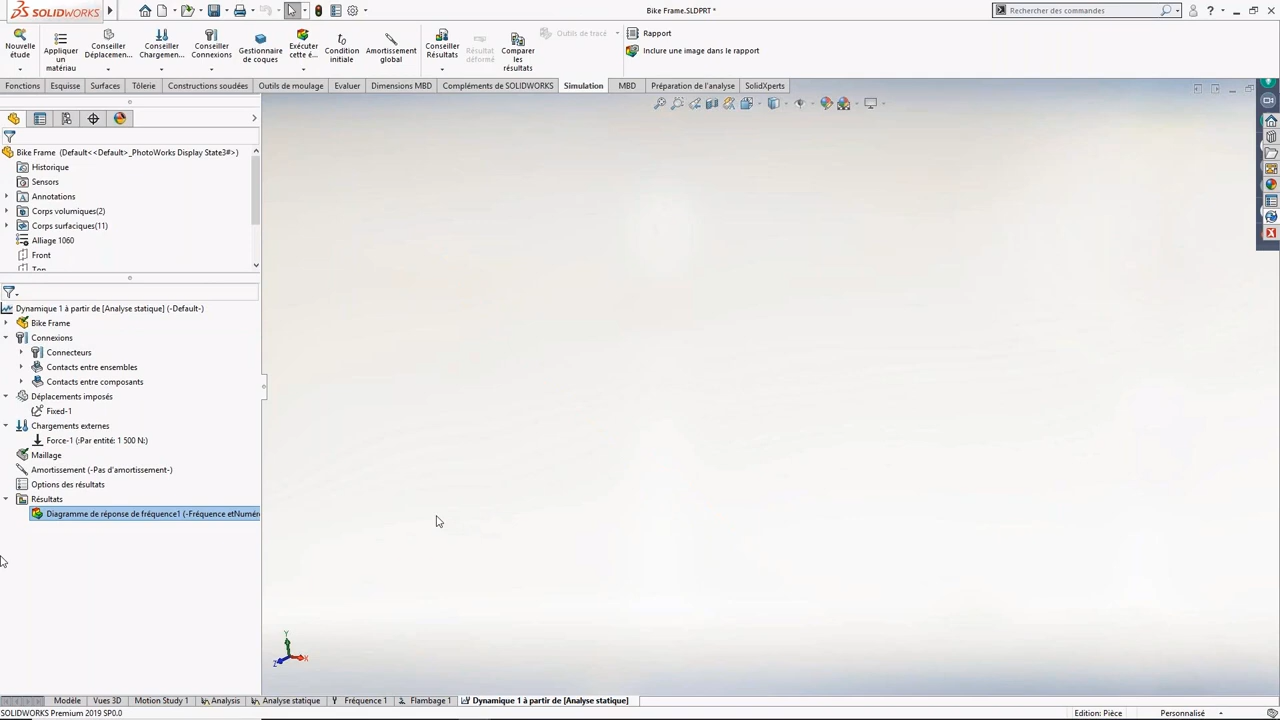 SOLIDWORKS
Bike Frame.SLDPRT *
Rechercher des commandes
Nouvelle étude
Appliquer un matériau
Conseiller Déplacemen...
Conseiller Chargemen...
Conseiller Connexions
Gestionnaire de coques
Exécuter cette é...
Condition initiale
Amortissement global
Conseiller Résultats
Résultat déformé
Comparer les résultats
Outils de tracé
Rapport
Inclure une image dans le rapport
Fonctions
Esquisse
Surfaces
Tôlerie
Constructions soudées
Outils de moulage
Evaluer
Dimensions MBD
Compléments de SOLIDWORKS
Simulation
MBD
Préparation de l'analyse
SolidXperts
Bike Frame (Default<<Default>_PhotoWorks Display State3#>)
Historique
Sensors
Annotations
Corps volumiques(2)
Corps surfaciques(11)
Alliage 1060
Front
Top
Dynamique 1 à partir de [Analyse statique] (-Default-)
Bike Frame
Connexions
Connecteurs
Contacts entre ensembles
Contacts entre composants
Déplacements imposés
Fixed-1
Chargements externes
Force-1 (:Par entité: 1 500 N:)
Maillage
Amortissement (-Pas d'amortissement-)
Options des résultats
Résultats
Diagramme de réponse de fréquence1 (-Fréquence etNuméro
Y
X
Z
Modèle
Vues 3D
Motion Study 1
Analysis
Analyse statique
Fréquence 1
Flambage 1
Dynamique 1 à partir de [Analyse statique]
SOLIDWORKS Premium 2019 SP0.0
Edition: Pièce
Personnalisé